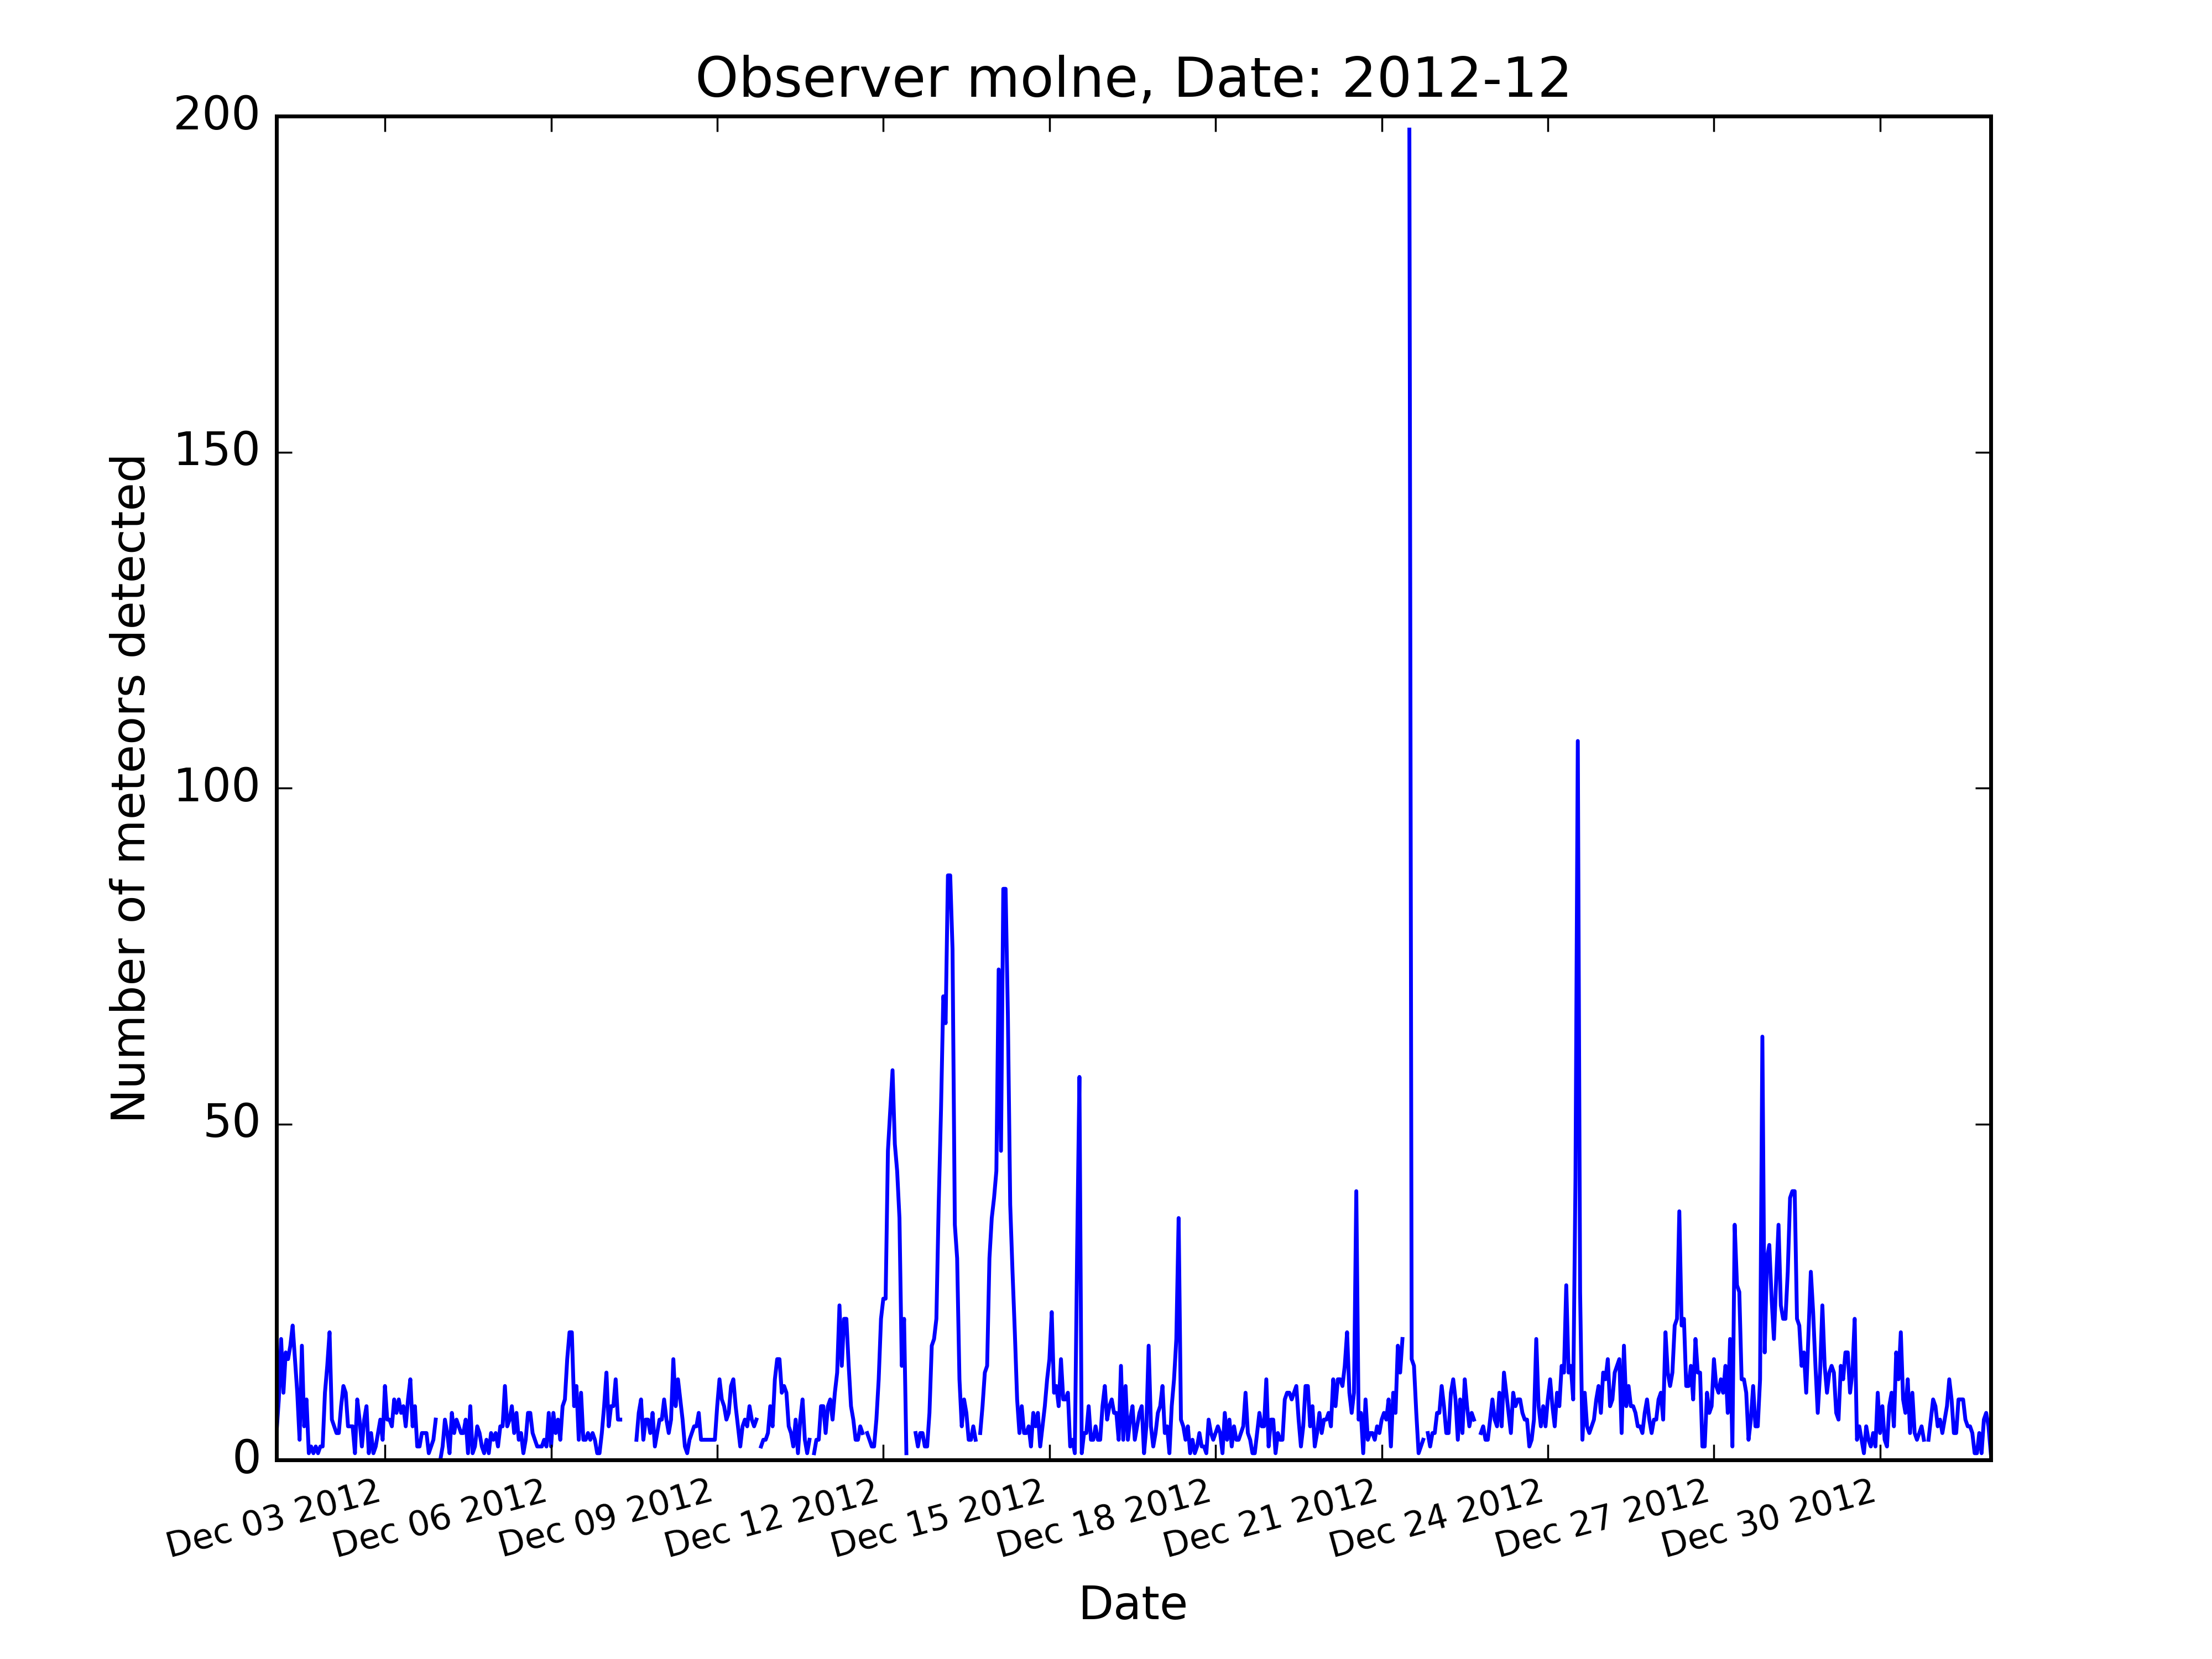 Observer molne, Date: 2012-12
200
150
100
50
0
Number of meteors detected
Dec 03 2012
Dec 06 2012
Dec 09 2012
Dec 12 2012
Dec 15 2012
Dec 18 2012
Dec 21 2012
Dec 24 2012
Dec 27 2012
Dec 30 2012
Date